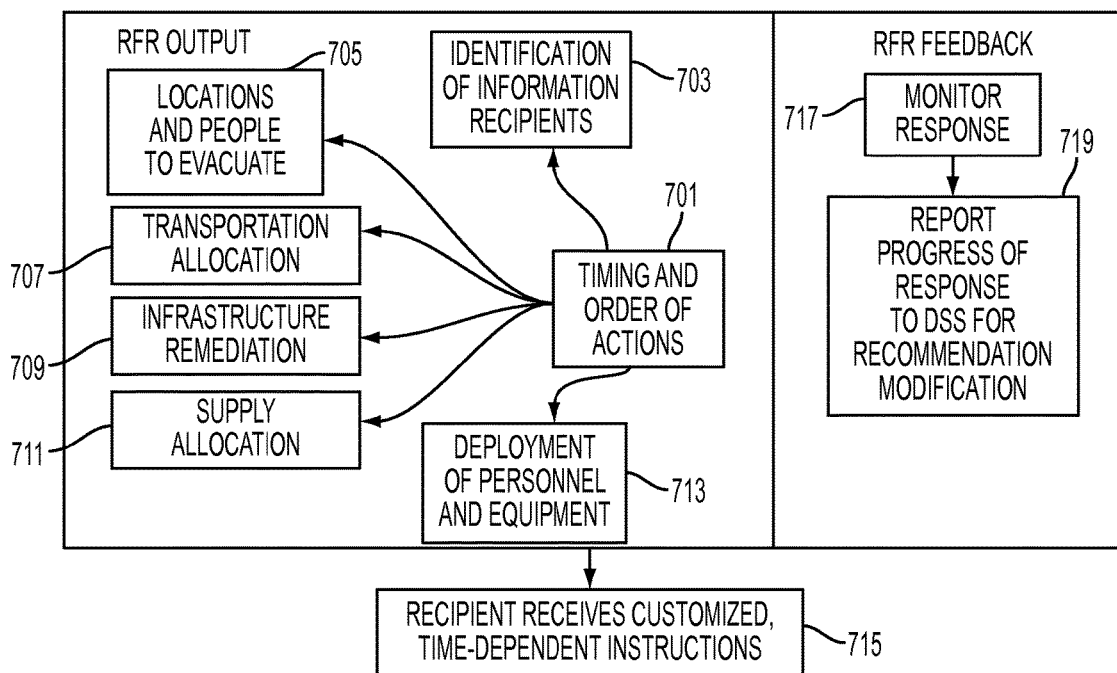 RFR OUTPUT
705
LOCATIONS
AND PEOPLE
TO EVACUATE
IDENTIFICATION
OF INFORMATION
RECIPIENTS
703
TRANSPORTATION
ALLOCATION
707
INFRASTRUCTURE
REMEDIATION
709
SUPPLY
ALLOCATION
711
701
TIMING AND
ORDER OF
ACTIONS
DEPLOYMENT
OF PERSONNEL
AND EQUIPMENT
713
RFR FEEDBACK
717
MONITOR
RESPONSE
719
REPORT
PROGRESS OF
RESPONSE
TO DSS FOR
RECOMMENDATION
MODIFICATION
RECIPIENT RECEIVES CUSTOMIZED,
TIME-DEPENDENT INSTRUCTIONS
715